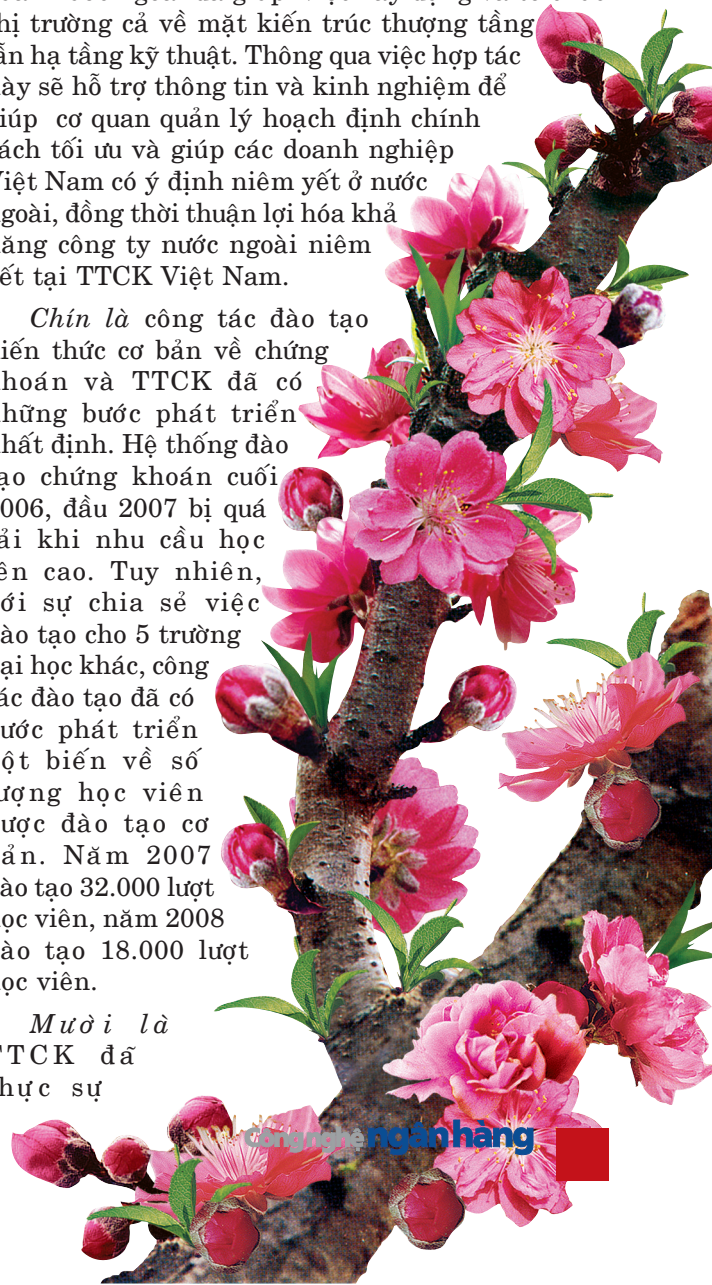 thị trường cả về mặt kiến trúc thượng tầng
lẫn hạ tầng kỹ thuật. Thông qua việc hợp tác
này sẽ hỗ trợ thông tin và kinh nghiệm để
giúp cơ quan quản lý hoạch định chính
sách tối ưu và giúp các doanh nghiệp
Việt Nam có ý định niêm yết ở nước
ngoài, đồng thời thuận lợi hóa khả
năng công ty nước ngoài niêm
yết tại TTCK Việt Nam.
Chín là công tác đào tạo
kiến thức cơ bản về chứng
khoán và TTCK đã có
những bước phát triển
nhất định. Hệ thống đào
tạo chứng khoán cuối
2006, đầu 2007 bị quá
tải khi nhu cầu học
lên cao. Tuy nhiên,
với sự chia sẻ việc
đào tạo cho 5 trường
đại học khác, công
tác đào tạo đã có
bước phát triển
đột biến về số
lượng học viên
được đào tạo cơ
bản. Năm 2007
đào tạo 32.000 lượt
học viên, năm 2008
đào tạo 18.000 lượt
học viên.
Mười là
TTCK đã
thực sự
Công nghệ ngân hàng